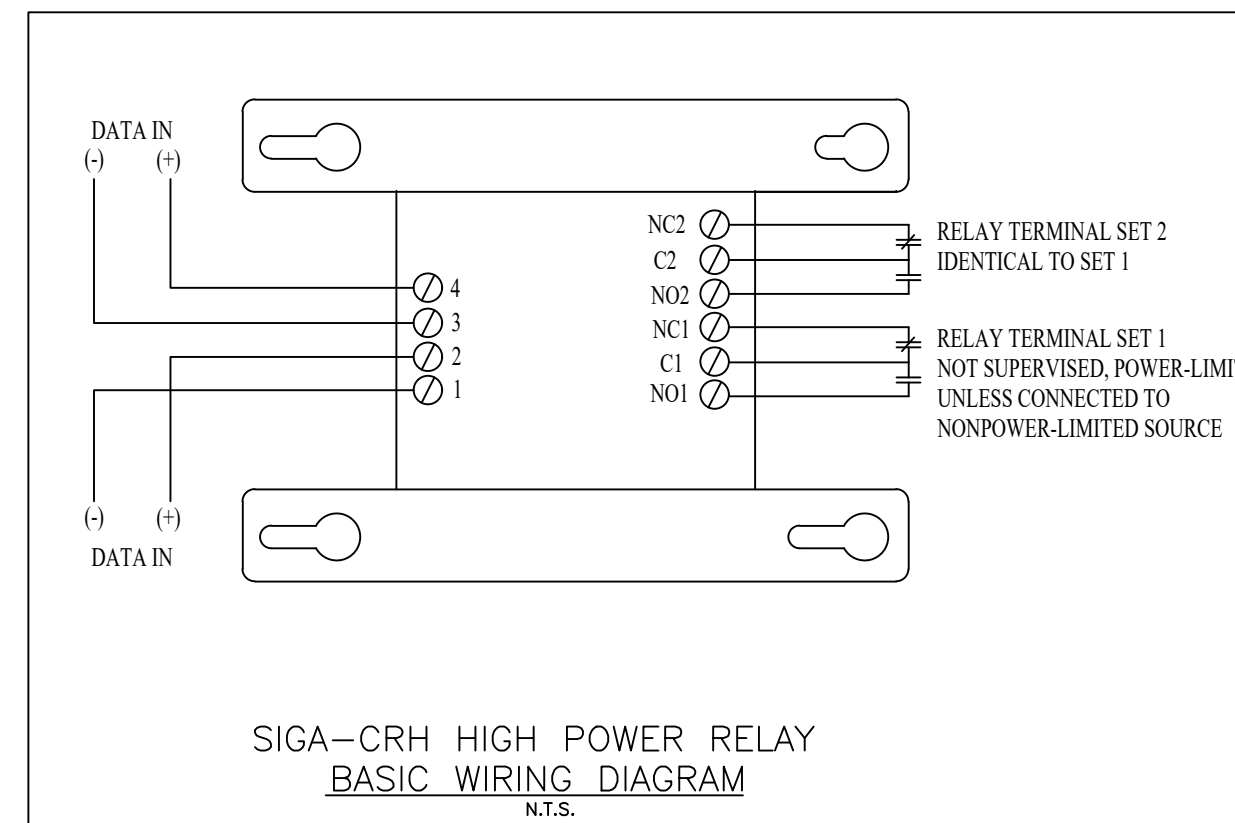 DATA IN
(-) (+)
4
3
2
1
(-) (+)
DATA IN
NC2
C2
NO2
NC1
C1
NO1
RELAY TERMINAL SET 2
IDENTICAL TO SET 1
RELAY TERMINAL SET 1
NOT SUPERVISED,
UNLESS CONNECTED TO
NONPOWER-LIMITED SOURCE
SIGA-CRH HIGH POWER RELAY
BASIC WIRING DIAGRAM
N.T.S.